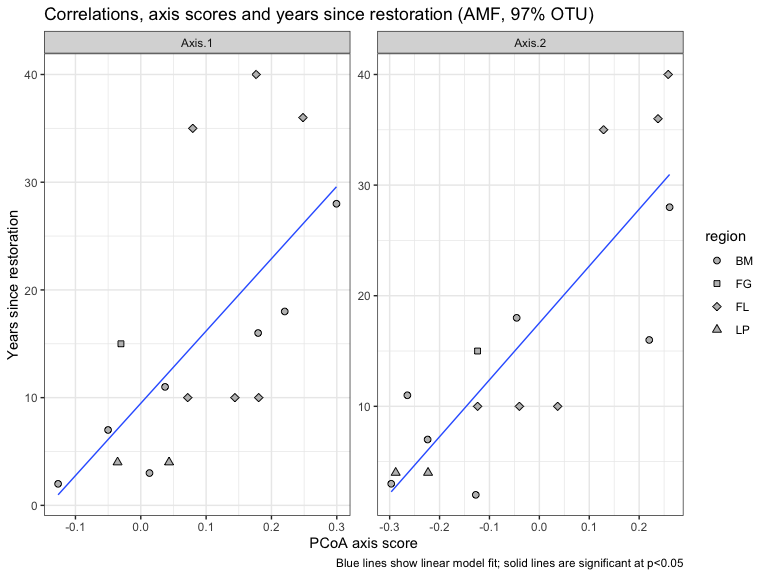 Correlations, axis scores and years since restoration (AMF, 97% OTU)
Axis.1
Axis.2
40
30
20
10
0
40
30
20
10
Years since restoration
-0.1
0.0
0.1
0.2
0.3
-0.3
-0.2
-0.1
0.0
0.1
0.2
PCoA axis score
region
BM
FG
FL
LP
Blue lines show linear model fit; solid lines are significant at p<0.05